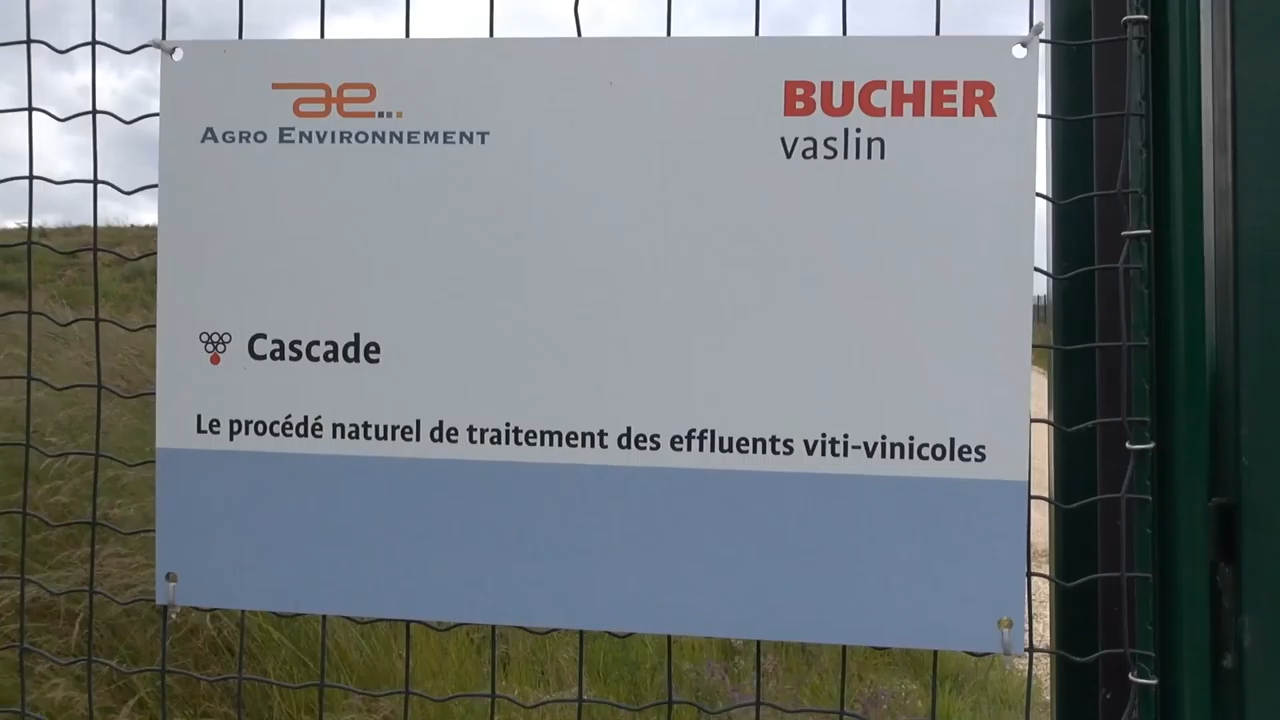 ae...
AGRO ENVIRONNEMENT
BUCHER
vaslin
Cascade
Le procédé naturel de traitement des effluents viti-vinicoles